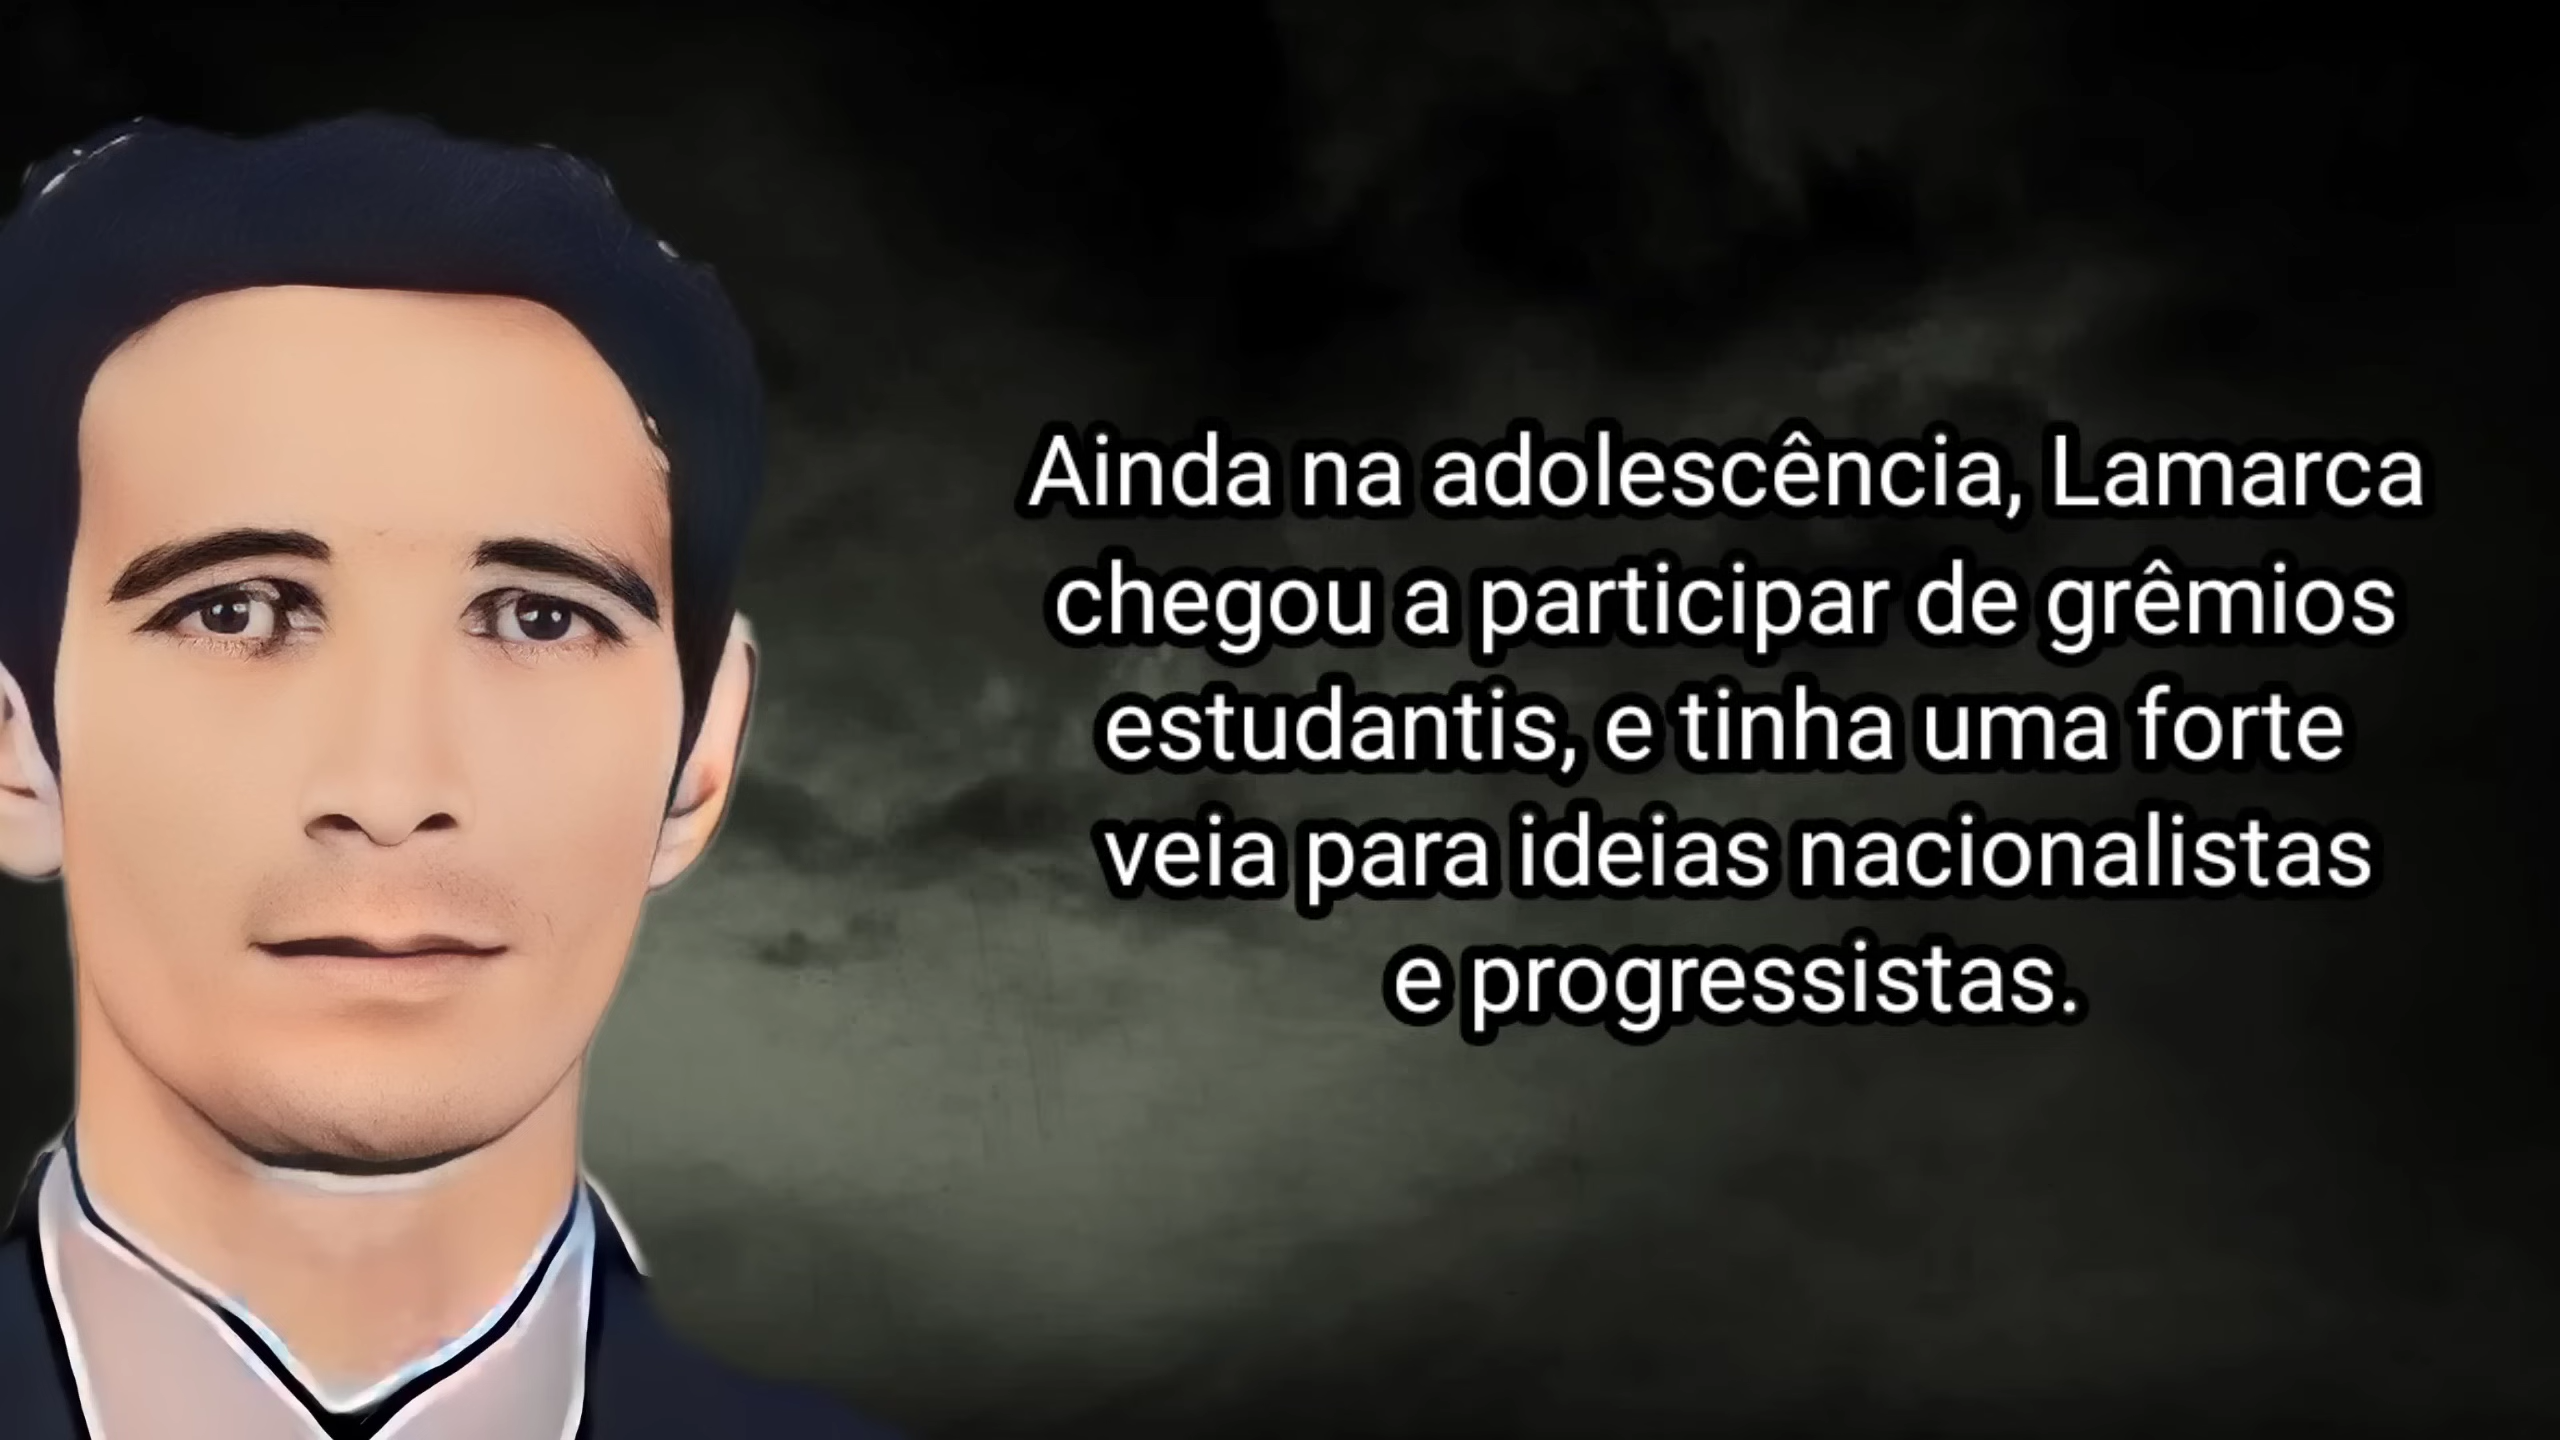 Ainda na adolescência, Lamarca
chegou a participar de grêmios
estudantis, e tinha uma forte
veia para ideias nacionalistas
e progressistas.